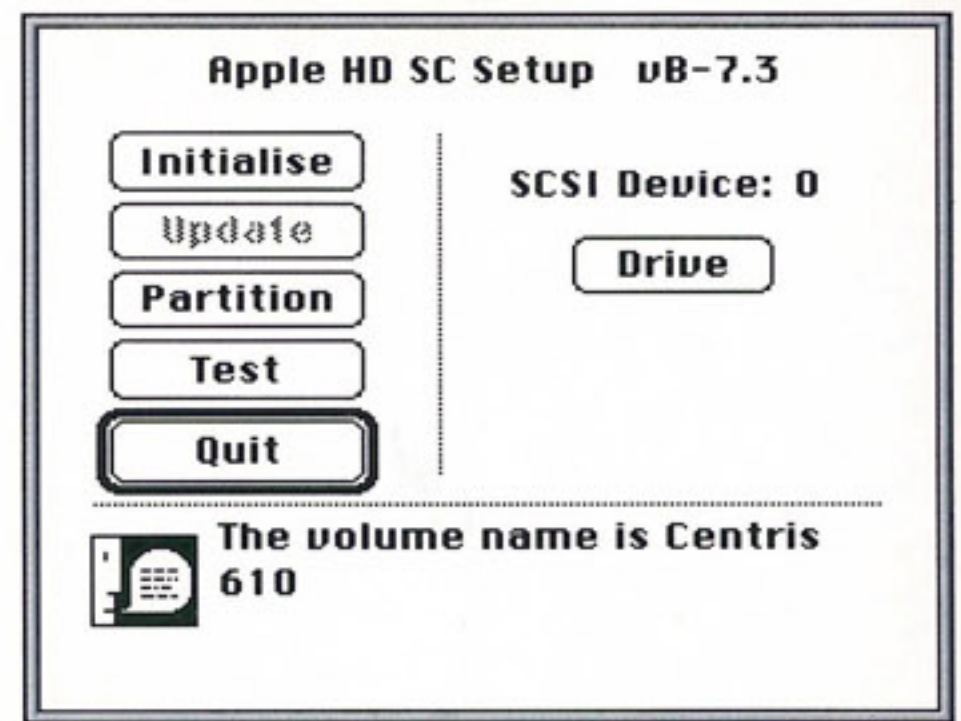 Apple HD SC Setup vB-7.3
Initialise
Update
Partition
Test
Quit
SCSI Device: 0
Drive
The volume name is Centris
610